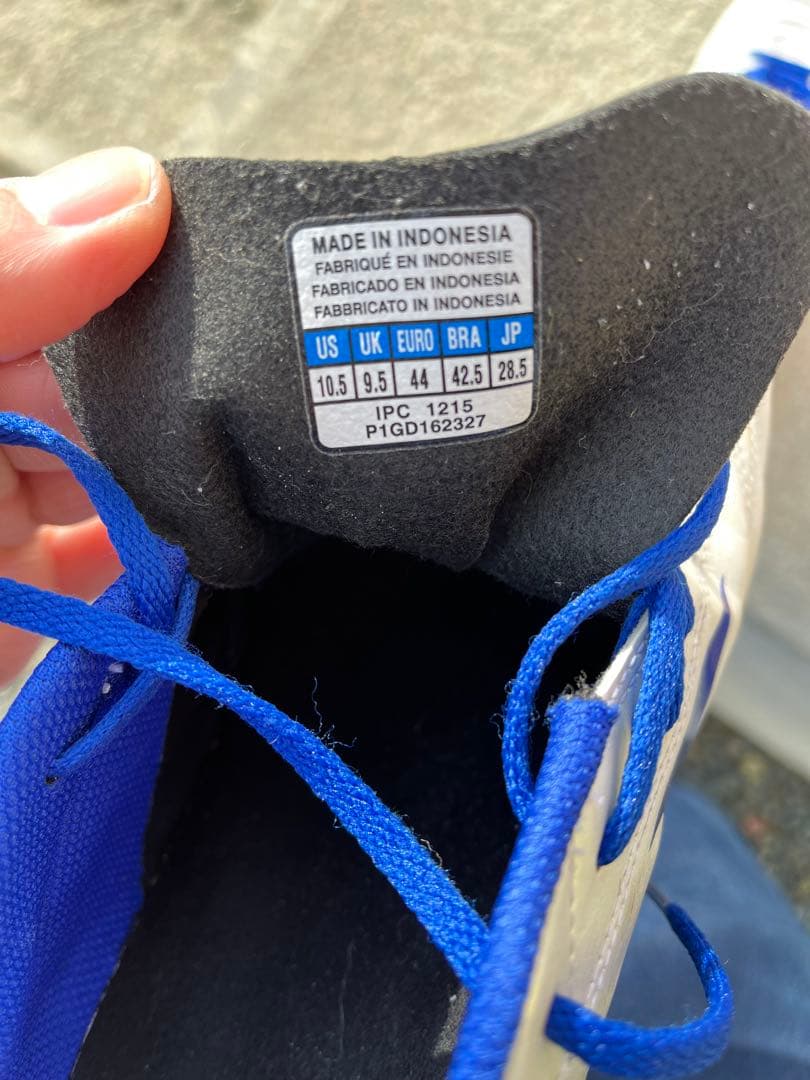 MADE IN INDONESIA
FABRIQUÉ EN INDONESIE
FABRICADO EN INDONESIA
FABBRICATO IN INDONESIA
US UK EURO BRA JP
10.5 9.5 44 42.5 28.5
IPC 1215
P1GD162327